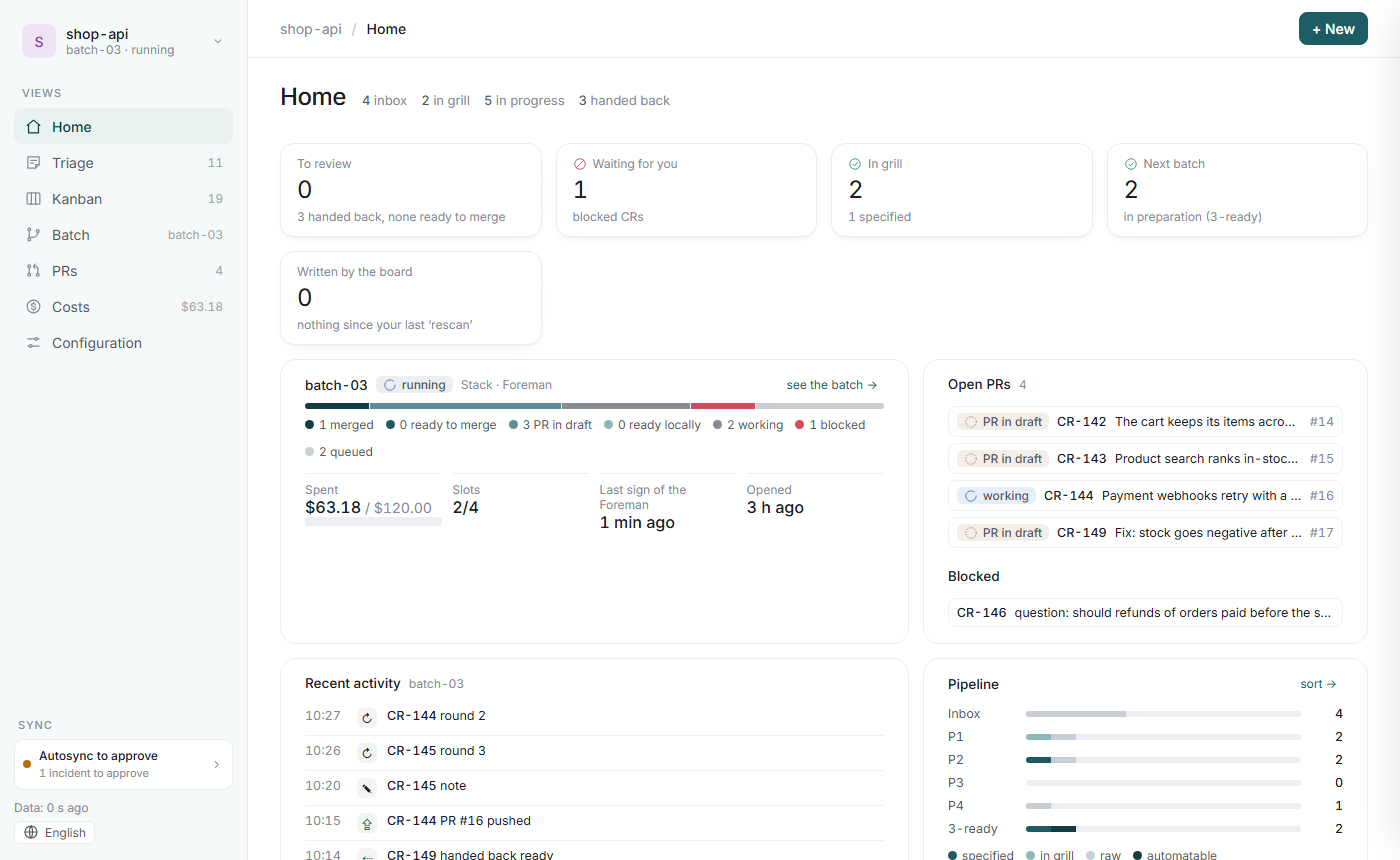 S
shop-api
batch-03 · running
VIEWS
Home
Triage 11
Kanban 19
Batch batch-03
PRs 4
Costs $63.18
Configuration
SYNC
Autosync to approve
1 incident to approve
Data: 0 s ago
English
shop-api / Home
+ New
Home 4 inbox 2 in grill 5 in progress 3 handed back
To review
0
3 handed back, none ready to merge
Waiting for you
1
blocked CRs
In grill
2
1 specified
Next batch
2
in preparation (3-ready)
Written by the board
0
nothing since your last ‘rescan’
batch-03 running Stack · Foreman see the batch →
1 merged 0 ready to merge 3 PR in draft 0 ready locally 2 working 1 blocked
2 queued
Spent
$63.18 / $120.00
Slots
2/4
Last sign of the
Foreman
1 min ago
Opened
3 h ago
Open PRs 4
PR in draft CR-142 The cart keeps its items acro... #14
PR in draft CR-143 Product search ranks in-stoc... #15
working CR-144 Payment webhooks retry with a ... #16
PR in draft CR-149 Fix: stock goes negative after ... #17
Blocked
CR-146 question: should refunds of orders paid before the s...
Recent activity batch-03
10:27 CR-144 round 2
10:26 CR-145 round 3
10:20 CR-145 note
10:15 CR-144 PR #16 pushed
10:14 CR-149 handed back ready
Pipeline sort →
Inbox 4
P1 2
P2 2
P3 0
P4 1
3-ready 2
specified in grill raw automatable